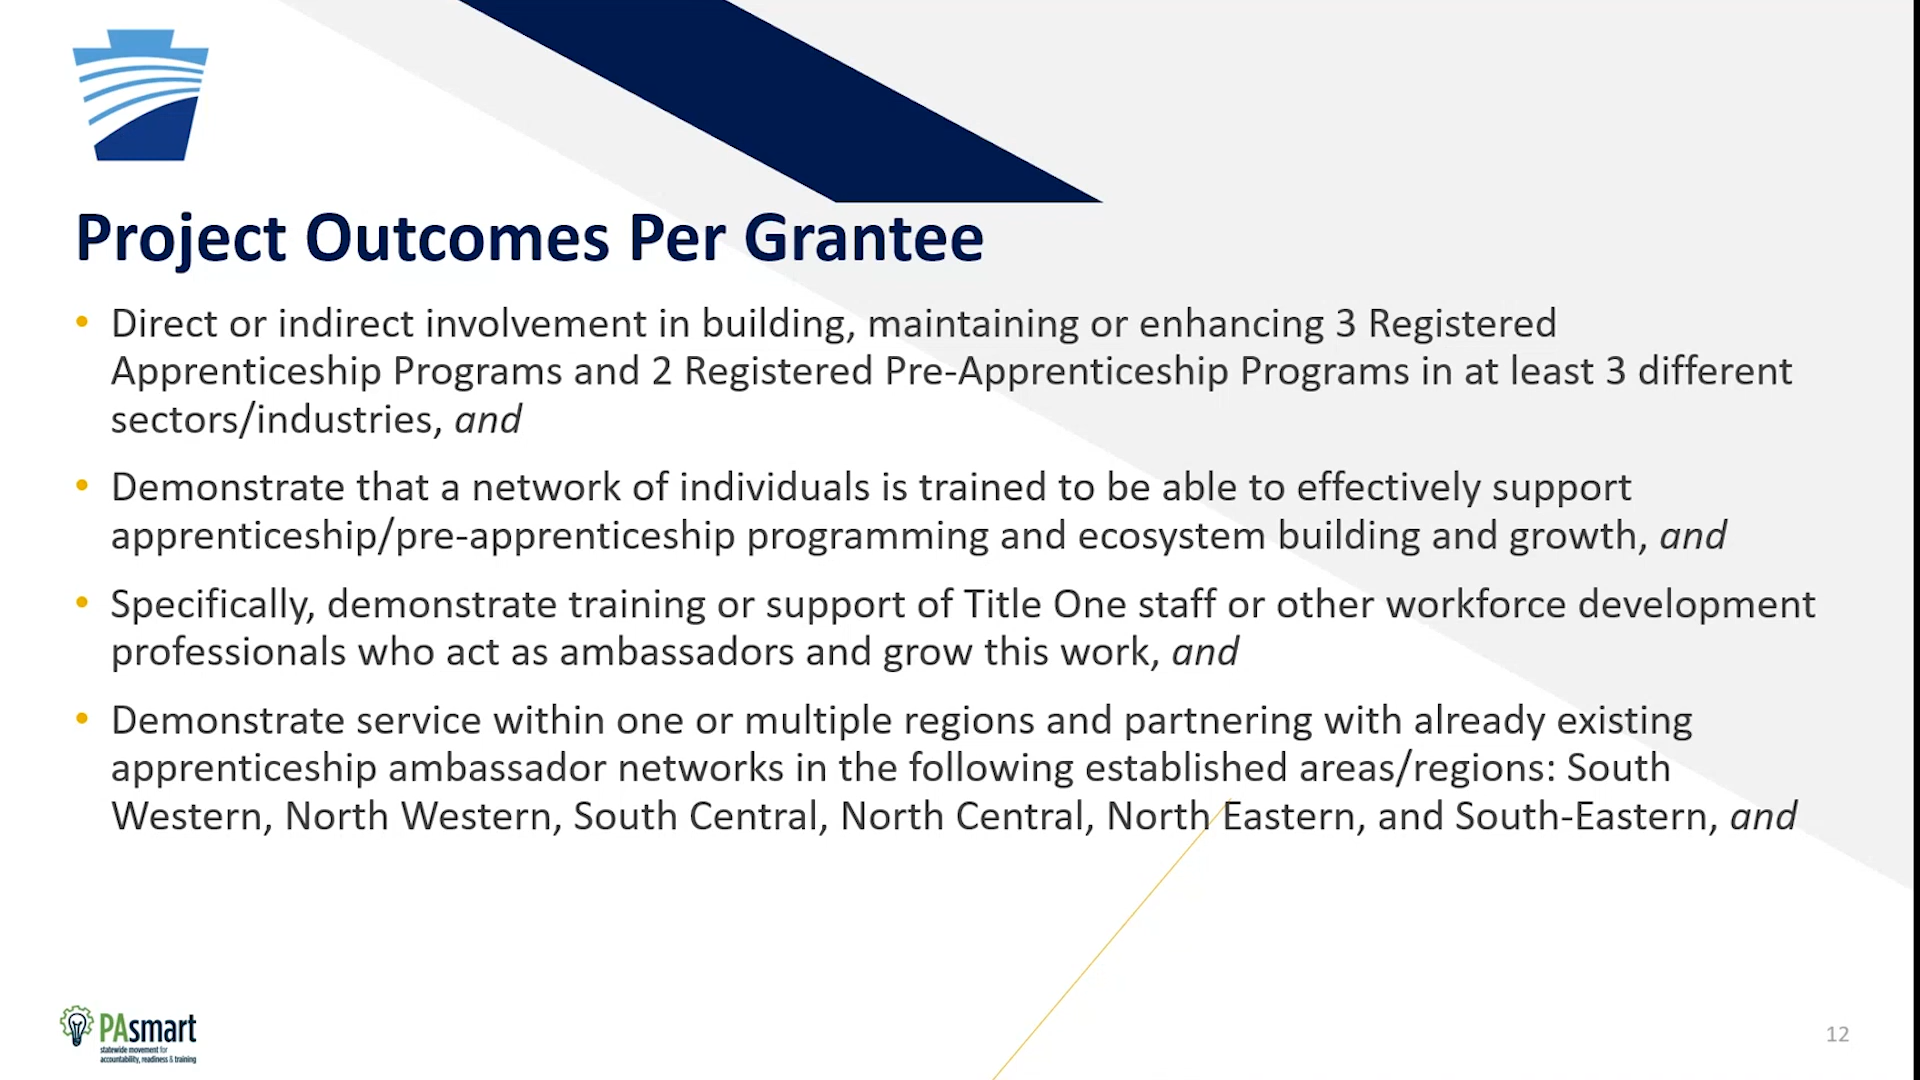 Project Outcomes Per Grantee
• Direct or indirect involvement in building, maintaining or enhancing 3 Registered
Apprenticeship Programs and 2 Registered Pre-Apprenticeship Programs in at least 3 different
sectors/industries, and
• Demonstrate that a network of individuals is trained to be able to effectively support
apprenticeship/pre-apprenticeship programming and ecosystem building and growth, and
• Specifically, demonstrate training or support of Title One staff or other workforce development
professionals who act as ambassadors and grow this work, and
• Demonstrate service within one or multiple regions and partnering with already existing
apprenticeship ambassador networks in the following established areas/regions: South
Western, North Western, South Central, North Central, North Eastern, and South-Eastern, and
PAsmart
statewide movement for
accountability, readiness & training
12